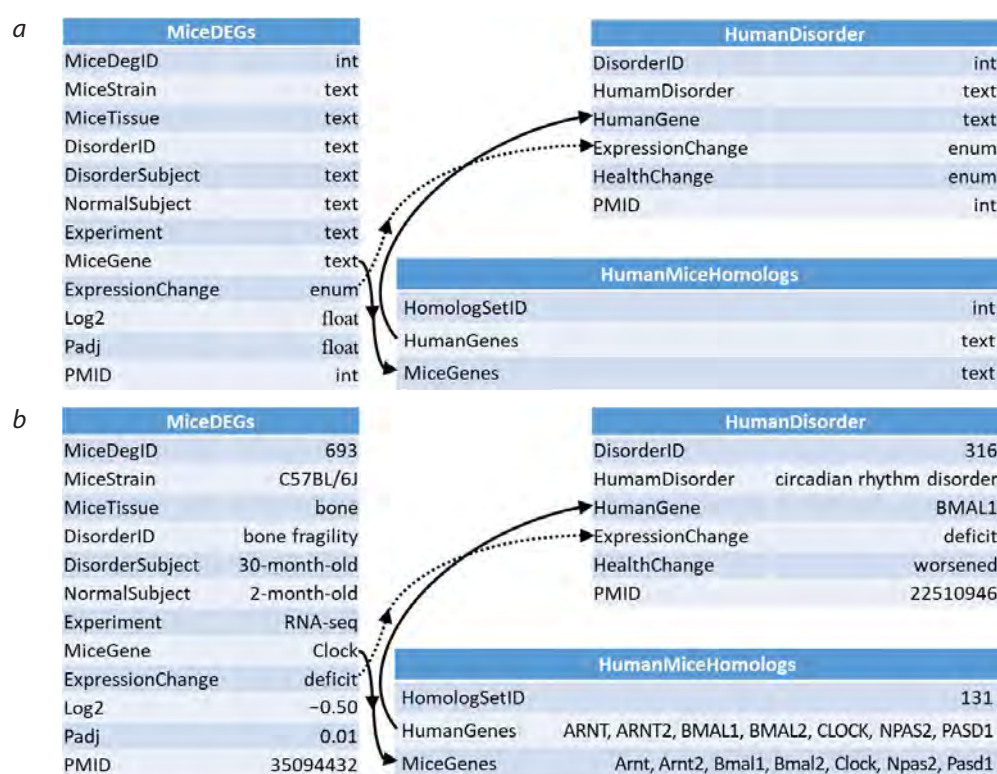 a
MiceDEGs
MiceDegID int
MiceStrain text
MiceTissue text
DisorderID text
DisorderSubject text
NormalSubject text
Experiment text
MiceGene text
ExpressionChange enum
Log2 float
Padj float
PMID int
HumanDisorder
DisorderID int
HumamDisorder text
HumanGene text
ExpressionChange enum
HealthChange enum
PMID int
HumanMiceHomologs
HomologSetID int
HumanGenes text
MiceGenes text
b
MiceDEGs
MiceDegID 693
MiceStrain C57BL/6J
MiceTissue bone
DisorderID bone fragility
DisorderSubject 30-month-old
NormalSubject 2-month-old
Experiment RNA-seq
MiceGene Clock
ExpressionChange deficit
Log2 −0.50
Padj 0.01
PMID 35094432
HumanDisorder
DisorderID 316
HumamDisorder circadian rhythm disorder
HumanGene BMAL1
ExpressionChange deficit
HealthChange worsened
PMID 22510946
HumanMiceHomologs
HomologSetID 131
HumanGenes ARNT, ARNT2, BMAL1, BMAL2, CLOCK, NPAS2, PASD1
MiceGenes Arnt, Arnt2, Bmal1, Bmal2, Clock, Npas2, Pasd1